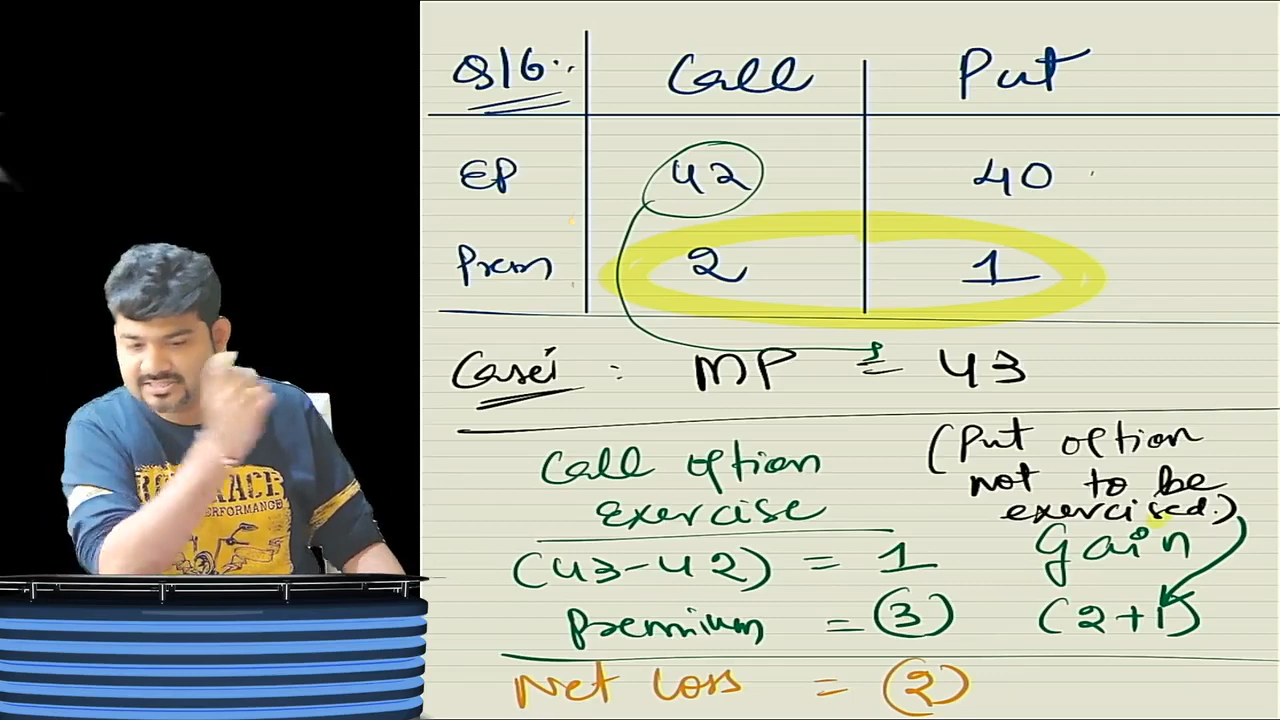 Q16:. Call Put
EP 42 40
Prem 2 1
Case i : MP = 43
Call option exercise
(Put option not to be exercised.)
(43-42) = 1 Gain
Premium = (3) (2+1)
Net loss = (2)
PERFORMANCE